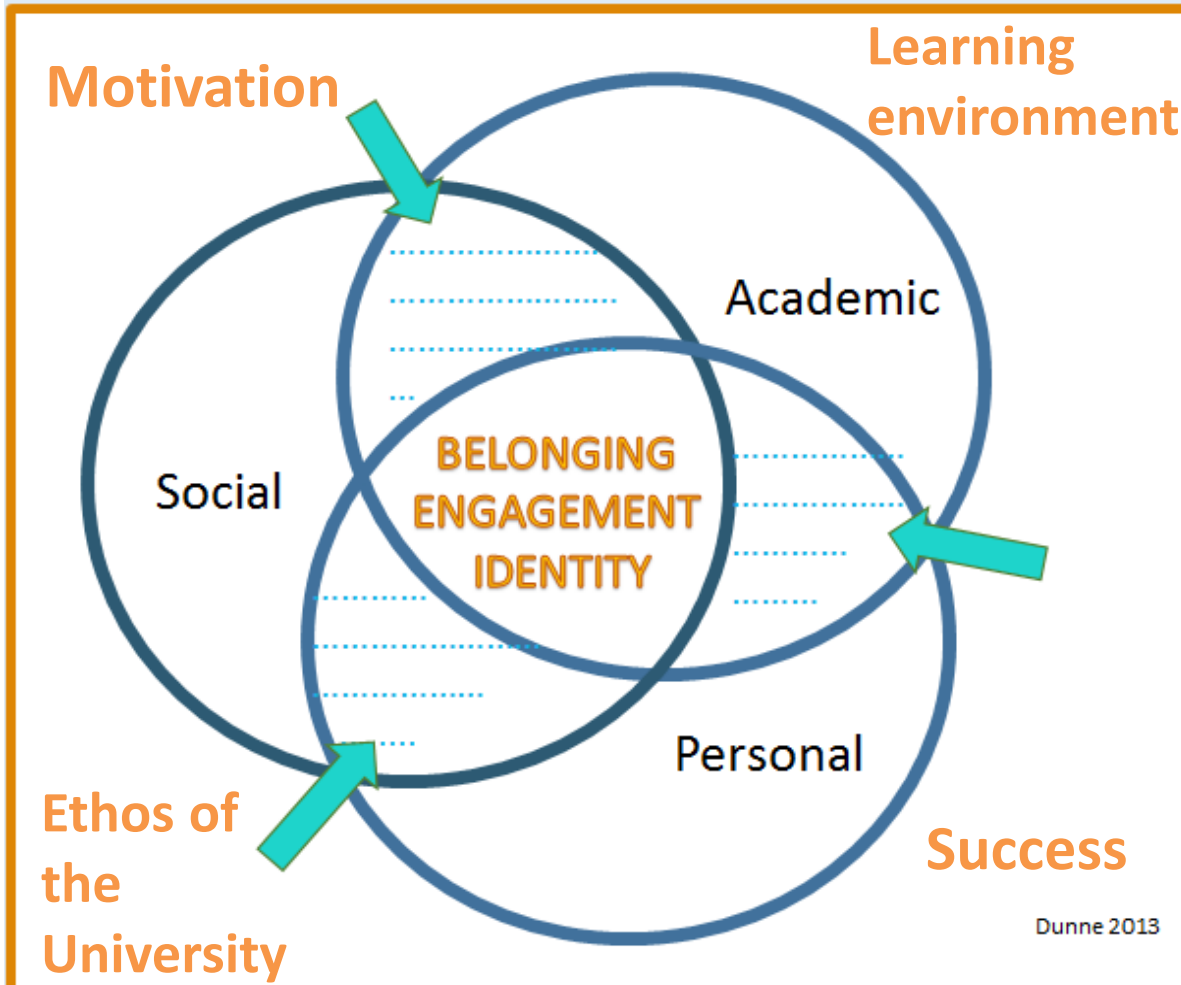 Motivation
Learning
environment
Academic
Social
BELONGING
ENGAGEMENT
IDENTITY
Personal
Ethos of
the
University
Success
Dunne 2013